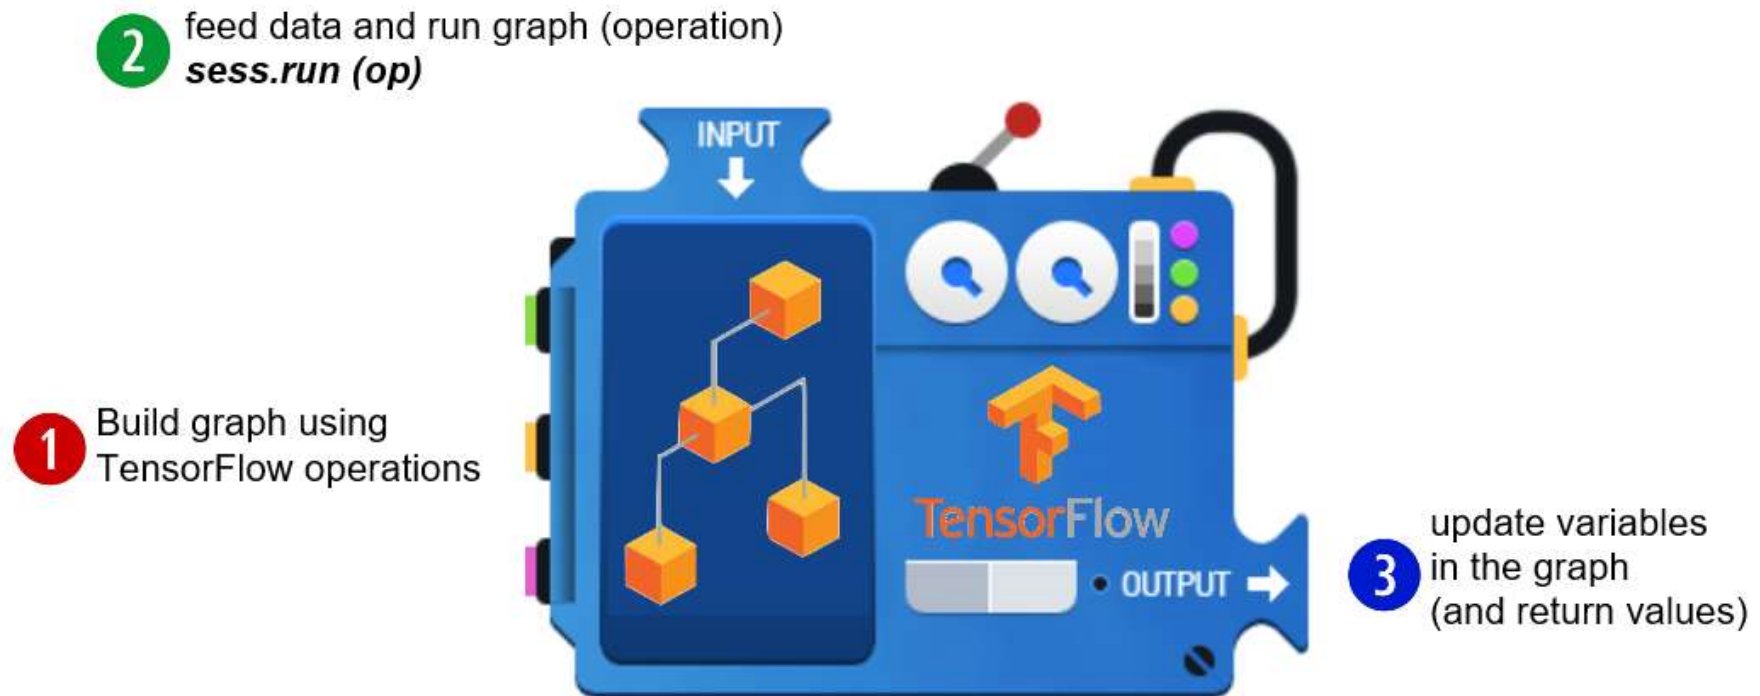 2
feed data and run graph (operation)
sess.run (op)
INPUT
1
Build graph using
TensorFlow operations
TensorFlow
OUTPUT
3
update variables
in the graph
(and return values)